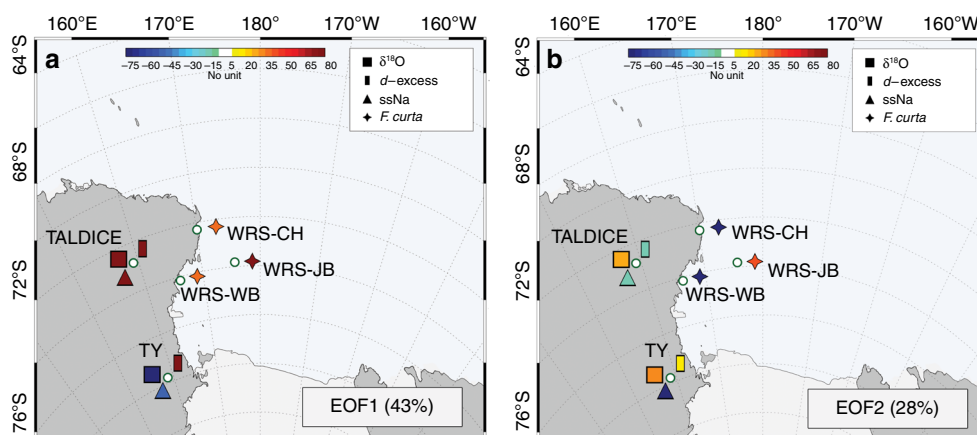 160°E 170°E 180°E 170°W 160°W
160°E 170°E 180°E 170°W 160°W
64°S
68°S
72°S
76°S
a
−75 −60 −45 −30 −15 5 20 35 50 65 80
No unit
δ¹⁸O
d−excess
ssNa
F. curta
TALDICE
WRS-CH
WRS-JB
WRS-WB
TY
EOF1 (43%)
64°S
68°S
72°S
76°S
b
−75 −60 −45 −30 −15 5 20 35 50 65 80
No unit
δ¹⁸O
d−excess
ssNa
F. curta
TALDICE
WRS-CH
WRS-JB
WRS-WB
TY
EOF2 (28%)